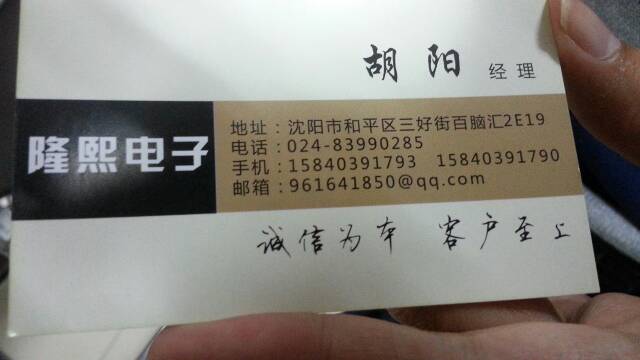 胡阳 经理
隆熙电子
地址：沈阳市和平区三好街百脑汇2E19
电话：024-83990285
手机：15840391793 15840391790
邮箱：961641850@qq.com
诚信为本 客户至上